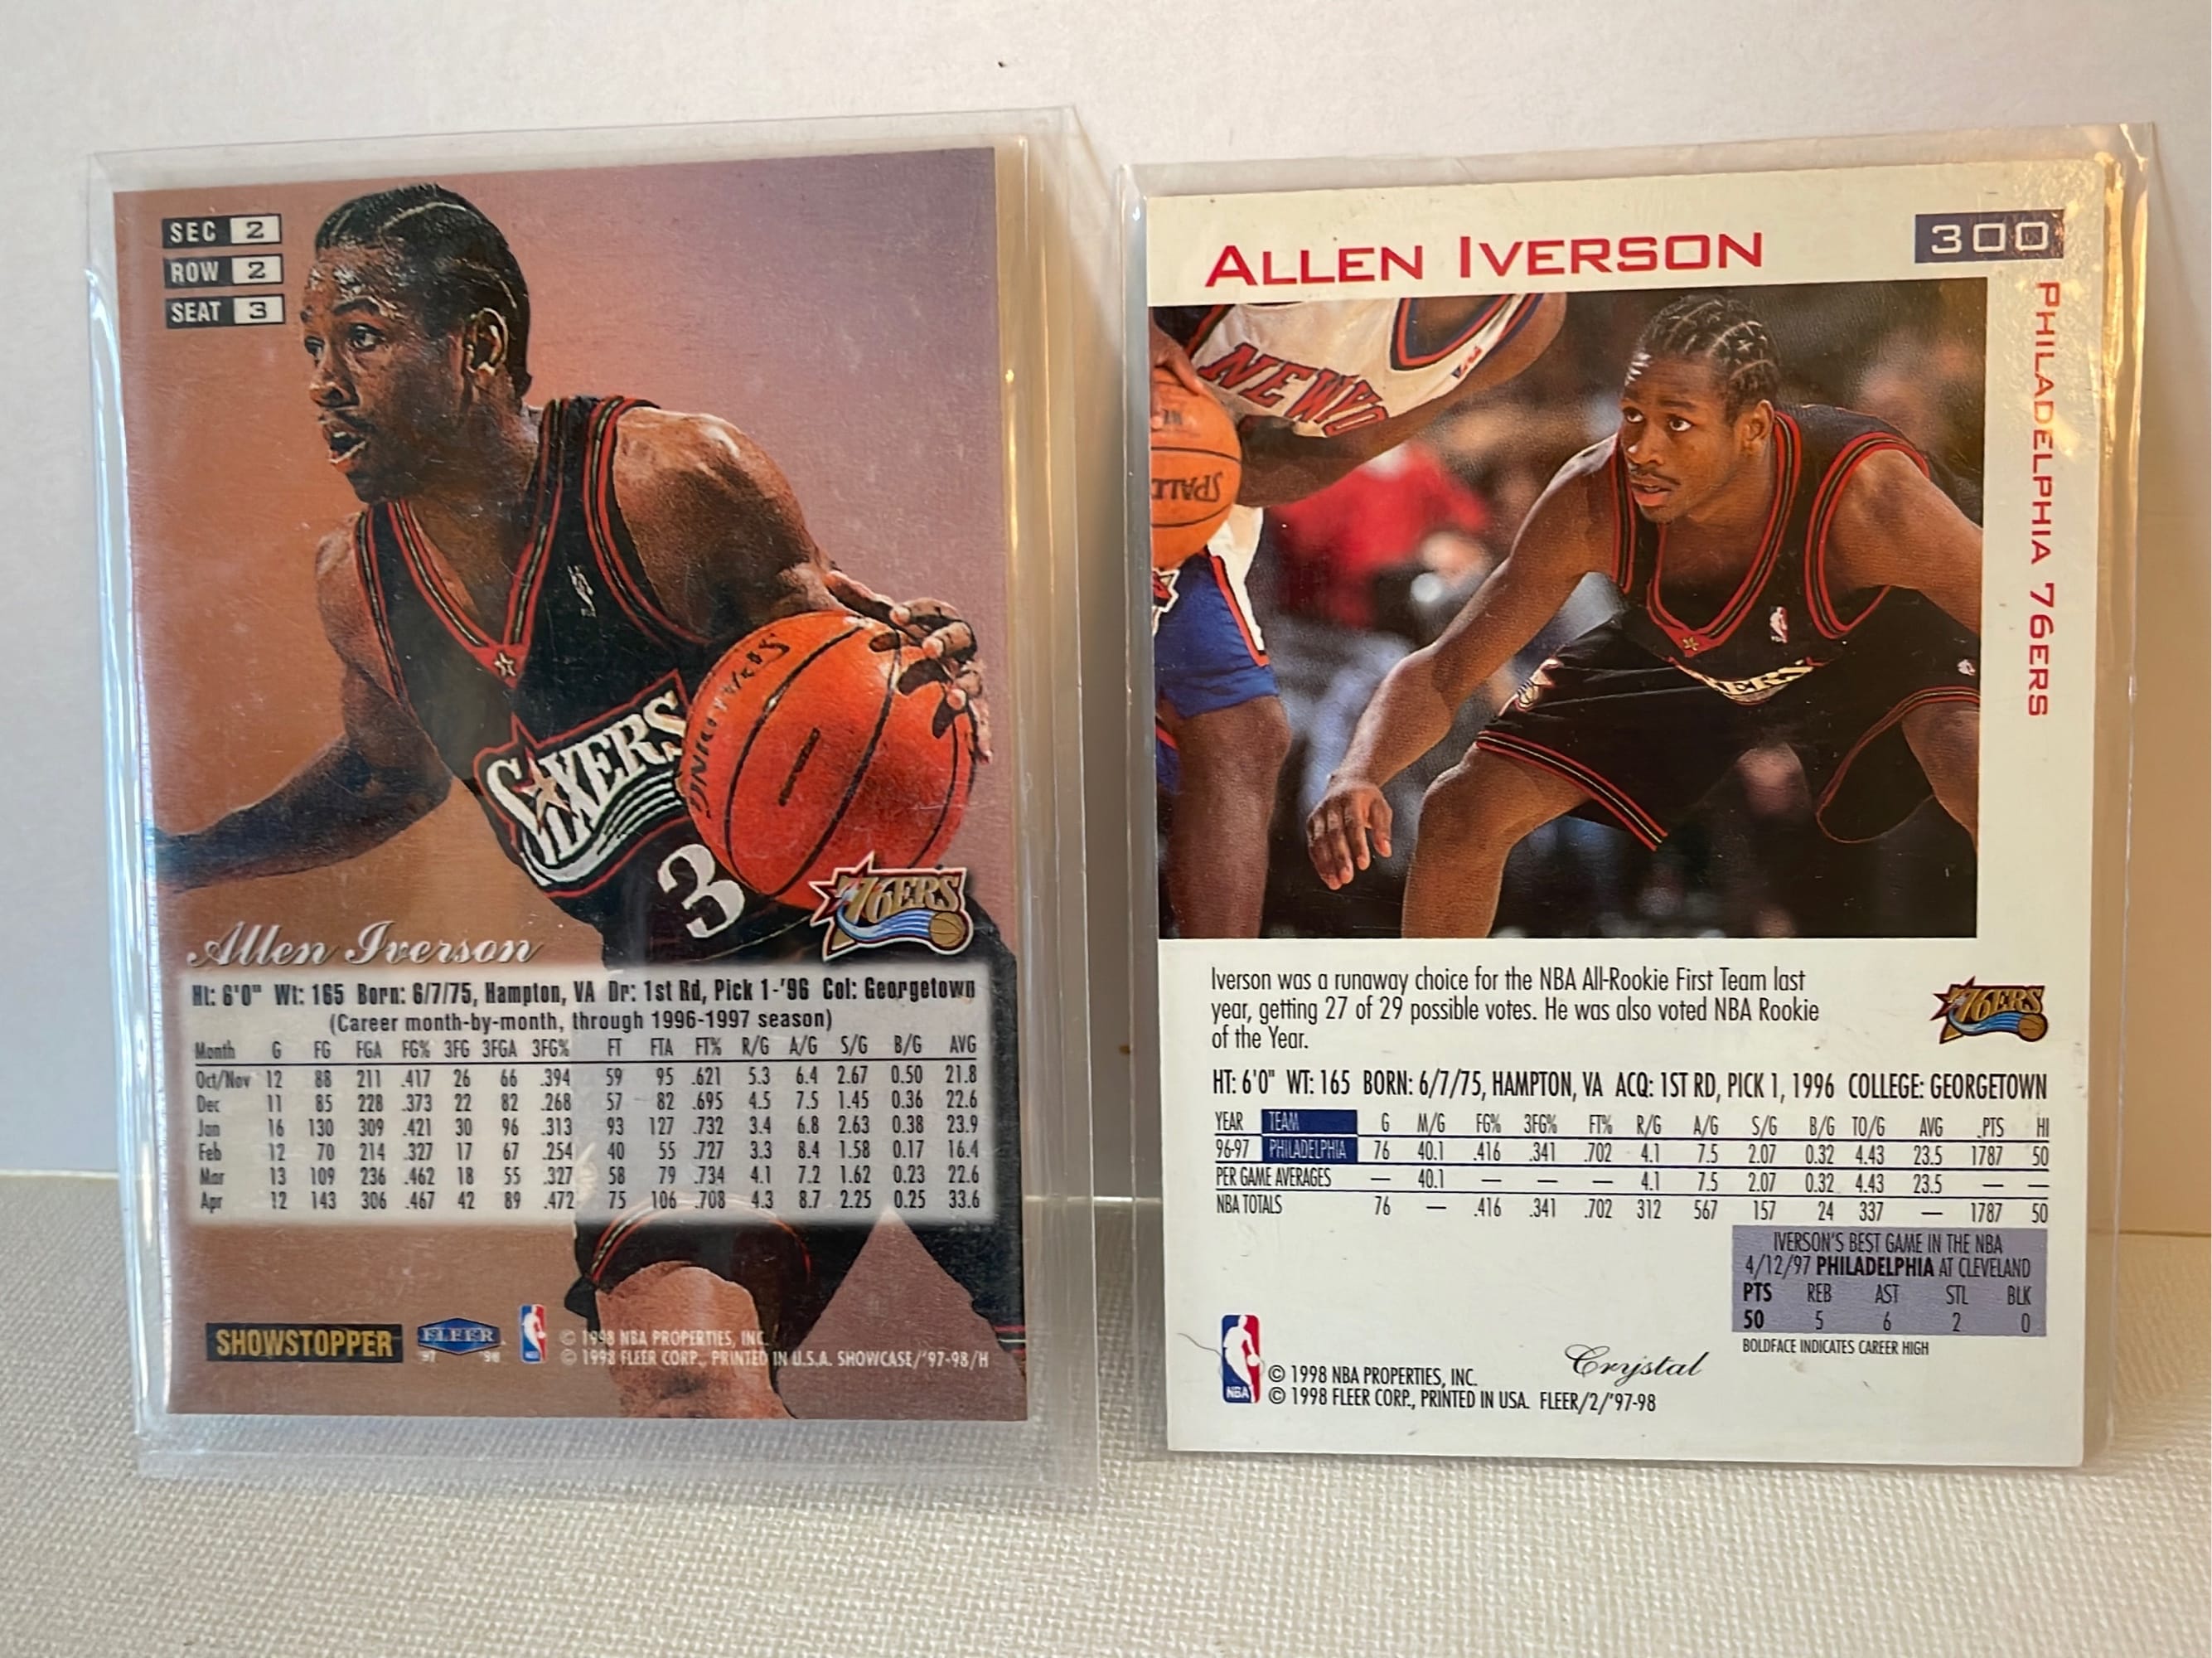 SEC 2
ROW 2
SEAT 3
SPALDING
SIXERS
3
76ERS
Allen Iverson
Ht: 6'0" Wt: 165 Born: 6/7/75, Hampton, VA Dr: 1st Rd, Pick 1-'96 Col: Georgetown
(Career month-by-month, through 1996-1997 season)
Month G FG FGA FG% 3FG 3FGA 3FG% FT FTA FT% R/G A/G S/G B/G AVG
Oct/Nov 12 88 211 .417 26 66 .394 59 95 .621 5.3 6.4 2.67 0.50 21.8
Dec 11 85 228 .373 22 82 .268 57 82 .695 4.5 7.5 1.45 0.36 22.6
Jan 16 130 309 .421 30 96 .313 93 127 .732 3.4 6.8 2.63 0.38 23.9
Feb 12 70 214 .327 17 67 .254 40 55 .727 3.3 8.4 1.58 0.17 16.4
Mar 13 109 236 .462 18 55 .327 58 79 .734 4.1 7.2 1.62 0.23 22.6
Apr 12 143 306 .467 42 89 .472 75 106 .708 4.3 8.7 2.25 0.25 33.6
SHOWSTOPPER FLEER 97 98
© 1998 NBA PROPERTIES, INC.
© 1998 FLEER CORP., PRINTED IN U.S.A. SHOWCASE/'97-98/H
ALLEN IVERSON
300
PHILADELPHIA 76ERS
NEW YO
SPALD
ERS
Iverson was a runaway choice for the NBA All-Rookie First Team last
year, getting 27 of 29 possible votes. He was also voted NBA Rookie
of the Year.
76ERS
HT: 6'0" WT: 165 BORN: 6/7/75, HAMPTON, VA ACQ: 1ST RD, PICK 1, 1996 COLLEGE: GEORGETOWN
YEAR TEAM G M/G FG% 3FG% FT% R/G A/G S/G B/G TO/G AVG .PTS HI
96-97 PHILADELPHIA 76 40.1 .416 .341 .702 4.1 7.5 2.07 0.32 4.43 23.5 1787 50
PER GAME AVERAGES — 40.1 — — — 4.1 7.5 2.07 0.32 4.43 23.5 — —
NBA TOTALS 76 — .416 .341 .702 312 567 157 24 337 — 1787 50
IVERSON'S BEST GAME IN THE NBA
4/12/97 PHILADELPHIA AT CLEVELAND
PTS REB AST STL BLK
50 5 6 2 0
BOLDFACE INDICATES CAREER HIGH
Crystal
NBA
© 1998 NBA PROPERTIES, INC.
© 1998 FLEER CORP., PRINTED IN USA. FLEER/2/'97-98